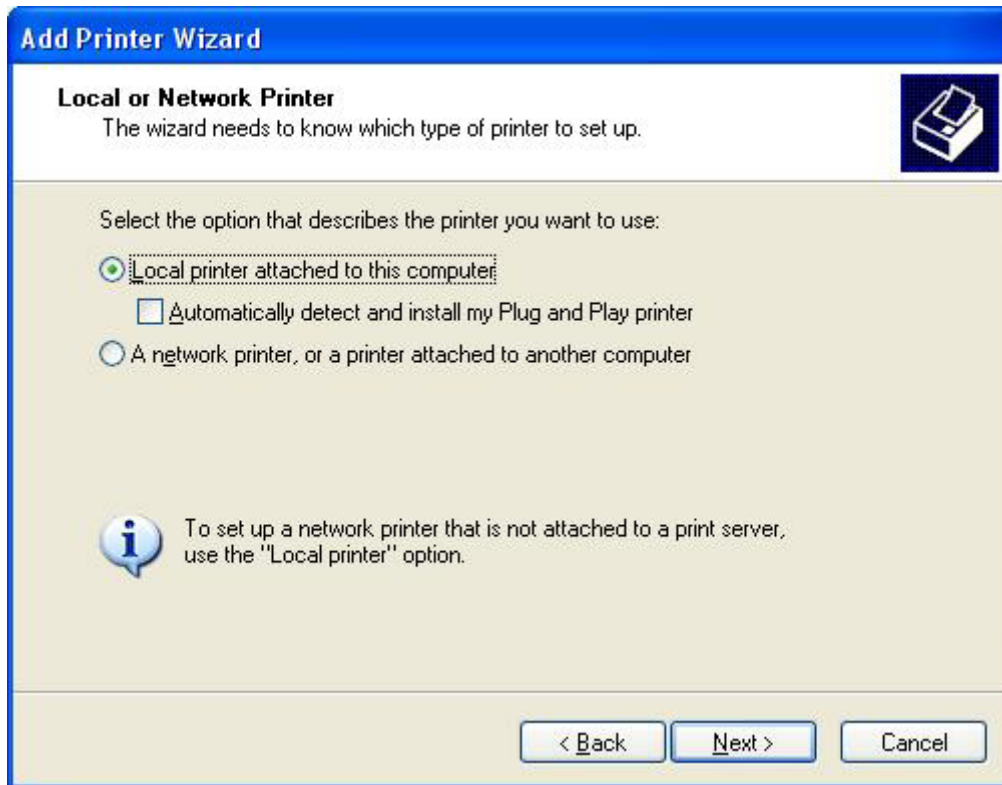 Add Printer Wizard
Local or Network Printer
The wizard needs to know which type of printer to set up.
Select the option that describes the printer you want to use:
Local printer attached to this computer
Automatically detect and install my Plug and Play printer
A network printer, or a printer attached to another computer
To set up a network printer that is not attached to a print server,
use the "Local printer" option.
< Back Next > Cancel